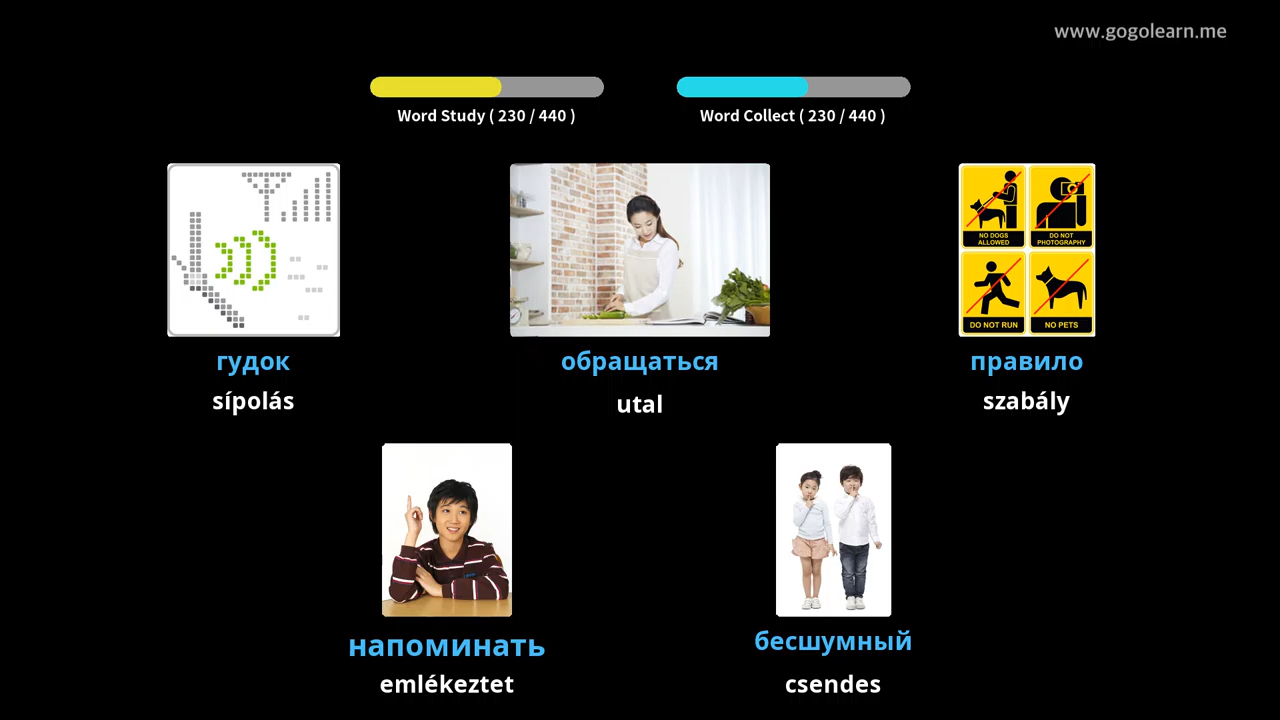 www.gogolearn.me
Word Study ( 230 / 440 )
Word Collect ( 230 / 440 )
NO DOGS
ALLOWED
DO NOT
PHOTOGRAPHY
DO NOT RUN
NO PETS
гудок
обращаться
правило
sípolás
utal
szabály
напоминать
бесшумный
emlékeztet
csendes